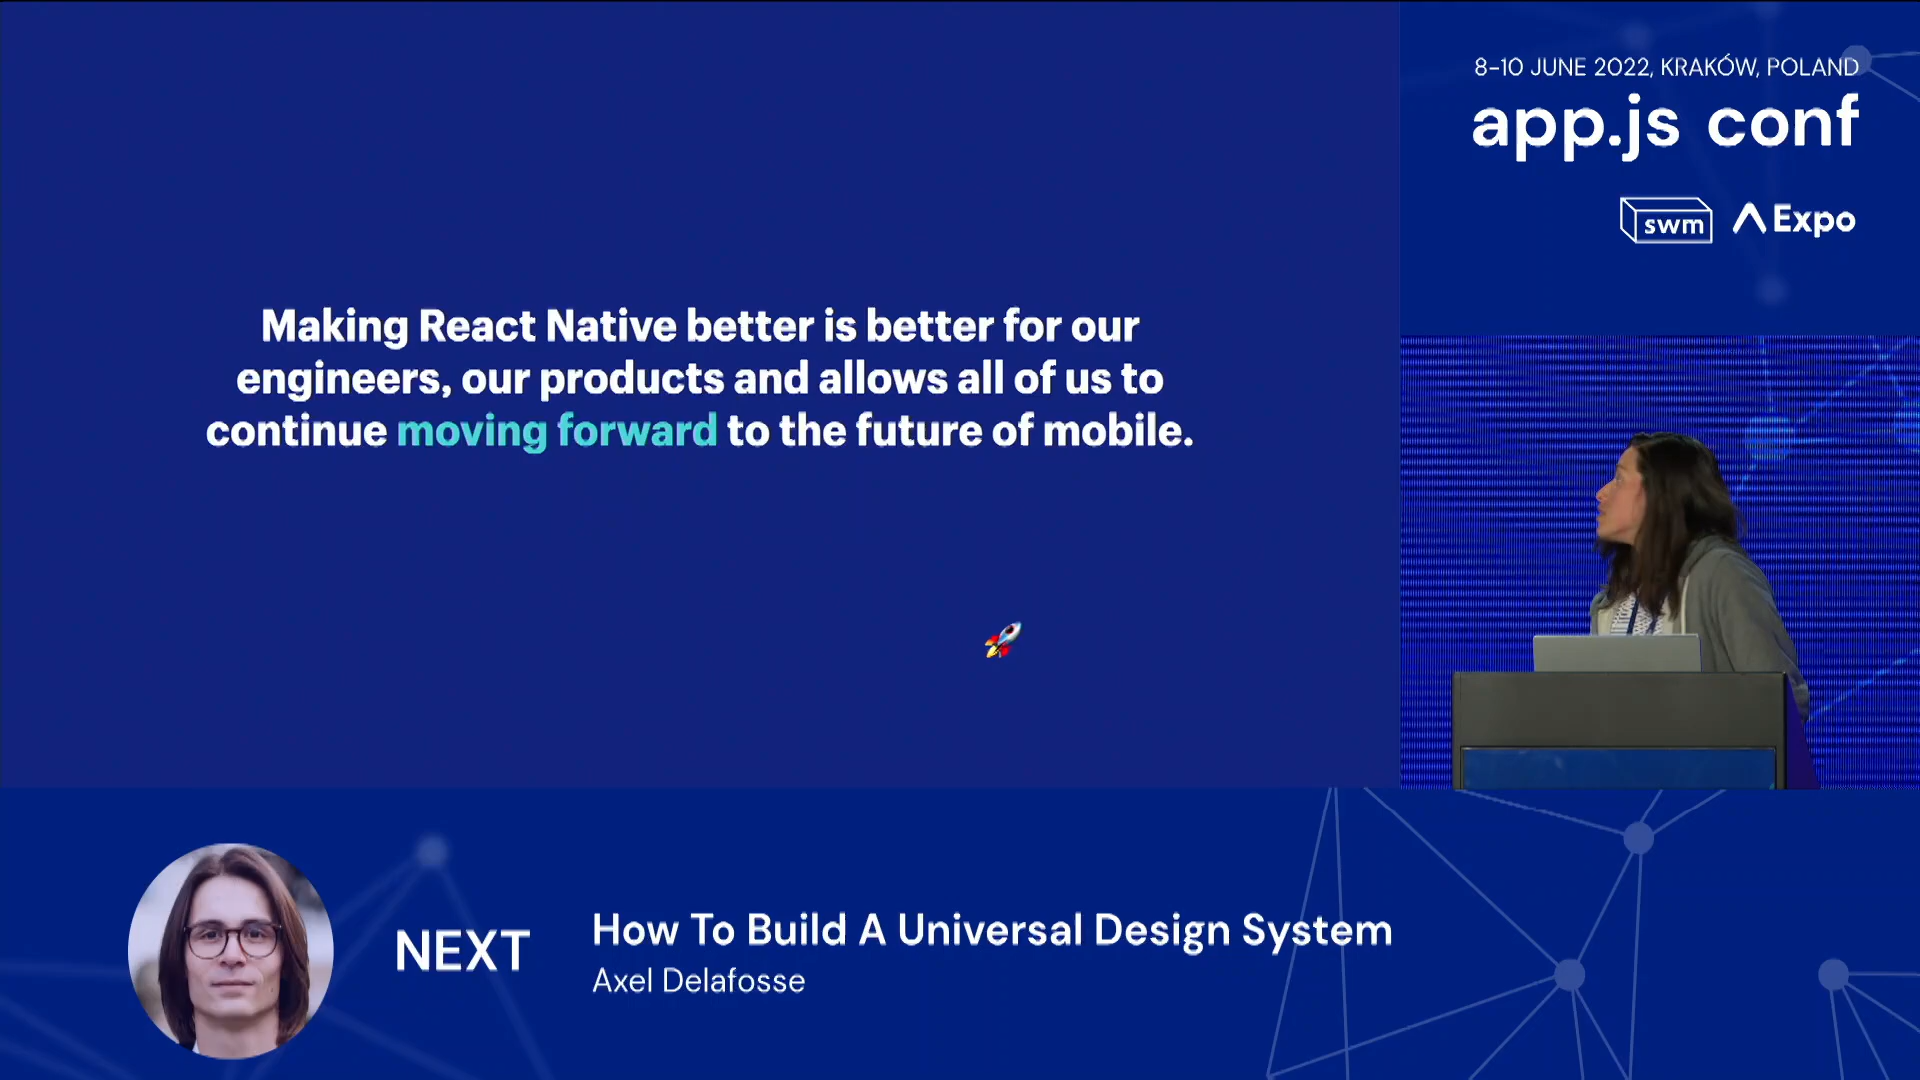 8–10 JUNE 2022, KRAKÓW, POLAND
app.js conf
swm Expo
Making React Native better is better for our
engineers, our products and allows all of us to
continue moving forward to the future of mobile.
NEXT
How To Build A Universal Design System
Axel Delafosse